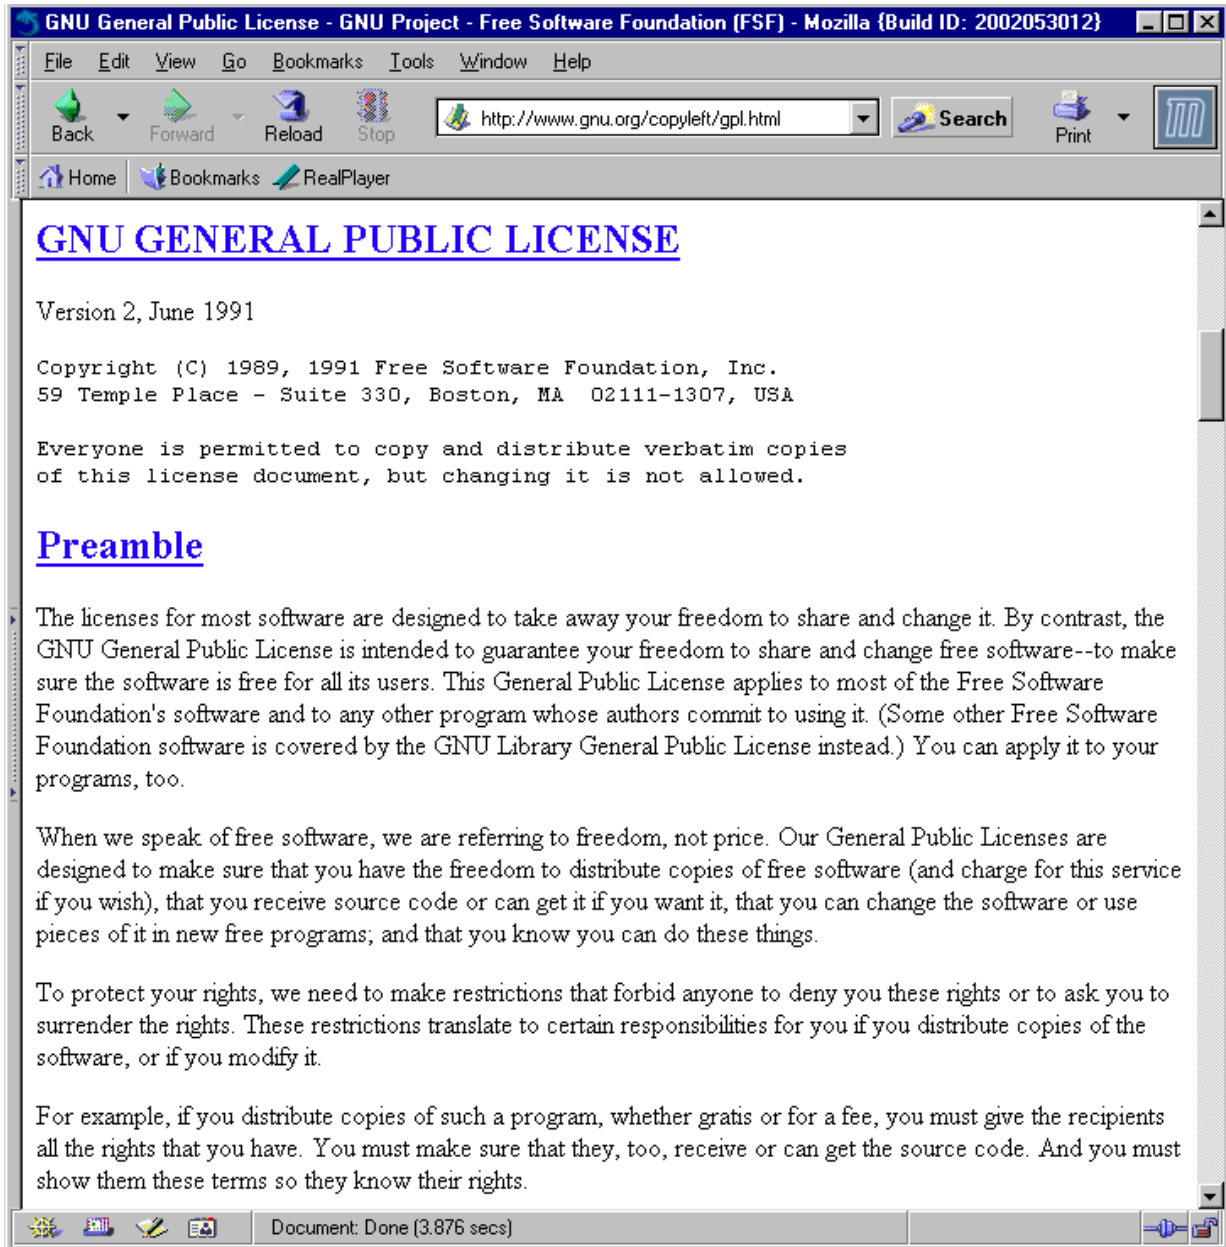 GNU General Public License - GNU Project - Free Software Foundation (FSF) - Mozilla {Build ID: 2002053012}
File Edit View Go Bookmarks Tools Window Help
Back Forward Reload Stop http://www.gnu.org/copyleft/gpl.html Search Print
Home Bookmarks RealPlayer
GNU GENERAL PUBLIC LICENSE
Version 2, June 1991
Copyright (C) 1989, 1991 Free Software Foundation, Inc.
59 Temple Place - Suite 330, Boston, MA  02111-1307, USA
Everyone is permitted to copy and distribute verbatim copies
of this license document, but changing it is not allowed.
Preamble
The licenses for most software are designed to take away your freedom to share and change it. By contrast, the
GNU General Public License is intended to guarantee your freedom to share and change free software--to make
sure the software is free for all its users. This General Public License applies to most of the Free Software
Foundation's software and to any other program whose authors commit to using it. (Some other Free Software
Foundation software is covered by the GNU Library General Public License instead.) You can apply it to your
programs, too.
When we speak of free software, we are referring to freedom, not price. Our General Public Licenses are
designed to make sure that you have the freedom to distribute copies of free software (and charge for this service
if you wish), that you receive source code or can get it if you want it, that you can change the software or use
pieces of it in new free programs; and that you know you can do these things.
To protect your rights, we need to make restrictions that forbid anyone to deny you these rights or to ask you to
surrender the rights. These restrictions translate to certain responsibilities for you if you distribute copies of the
software, or if you modify it.
For example, if you distribute copies of such a program, whether gratis or for a fee, you must give the recipients
all the rights that you have. You must make sure that they, too, receive or can get the source code. And you must
show them these terms so they know their rights.
Document: Done (3.876 secs)